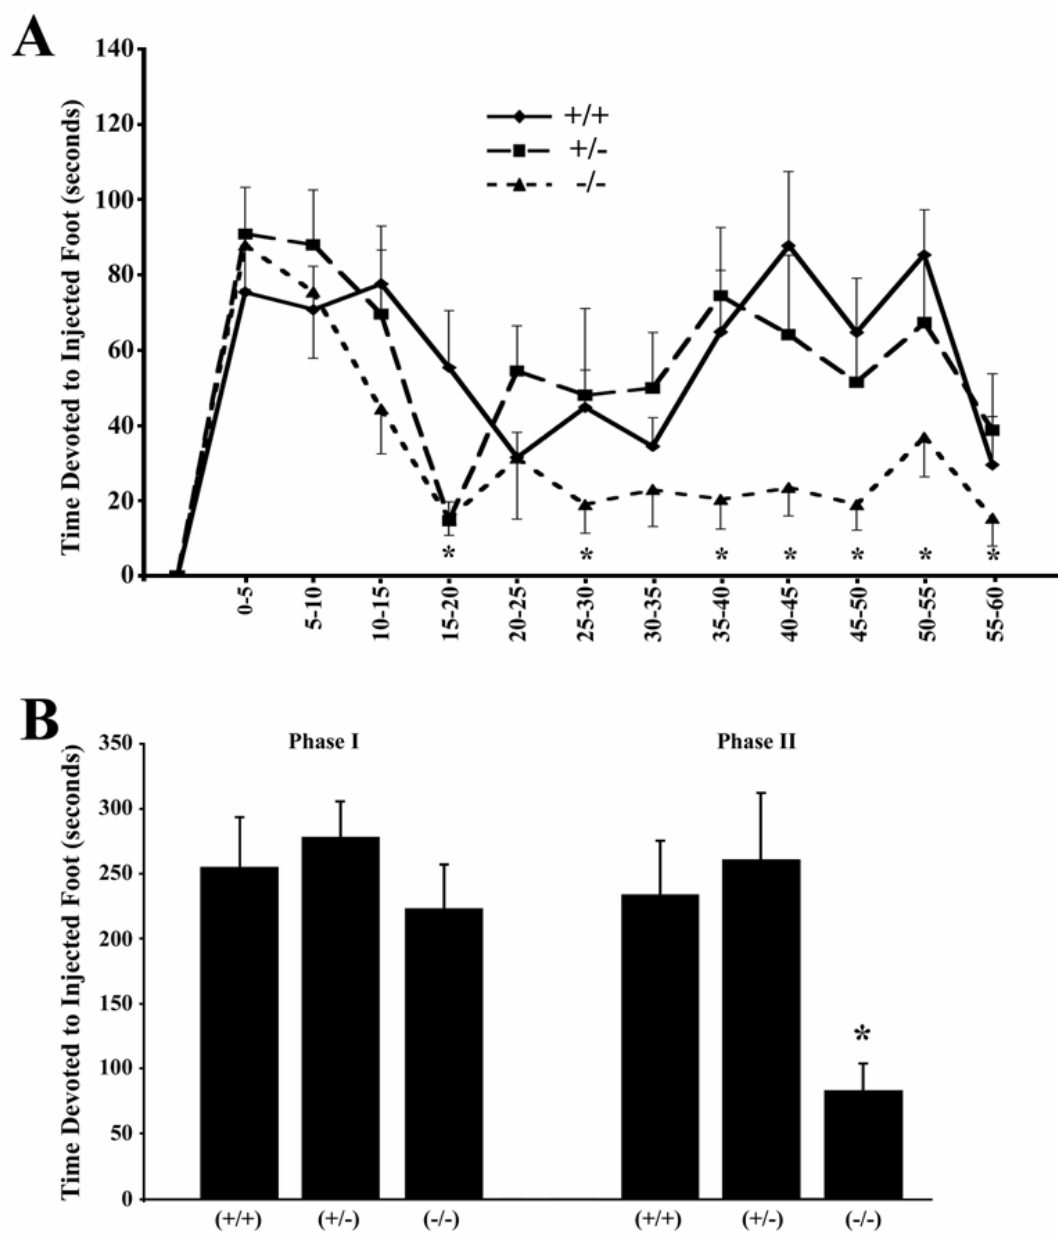 A
Time Devoted to Injected Foot (seconds)
140
120
100
80
60
40
20
0
+/+
+/-
-/-
* * * * * * *
0-5 5-10 10-15 15-20 20-25 25-30 30-35 35-40 40-45 45-50 50-55 55-60
B
Time Devoted to Injected Foot (seconds)
Phase I Phase II
350
300
250
200
150
100
50
0
*
(+/+) (+/-) (-/-) (+/+) (+/-) (-/-)